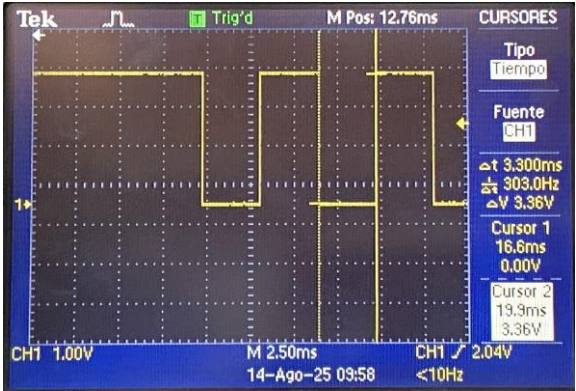 Tek T Trig'd M Pos: 12.76ms CURSORES
Tipo
Tiempo
Fuente
CH1
Δt 3.300ms
1/Δt 303.0Hz
ΔV 3.36V
1
Cursor 1
16.6ms
0.00V
Cursor 2
19.9ms
3.36V
CH1 1.00V M 2.50ms CH1 / 2.04V
14-Ago-25 09:58 <10Hz